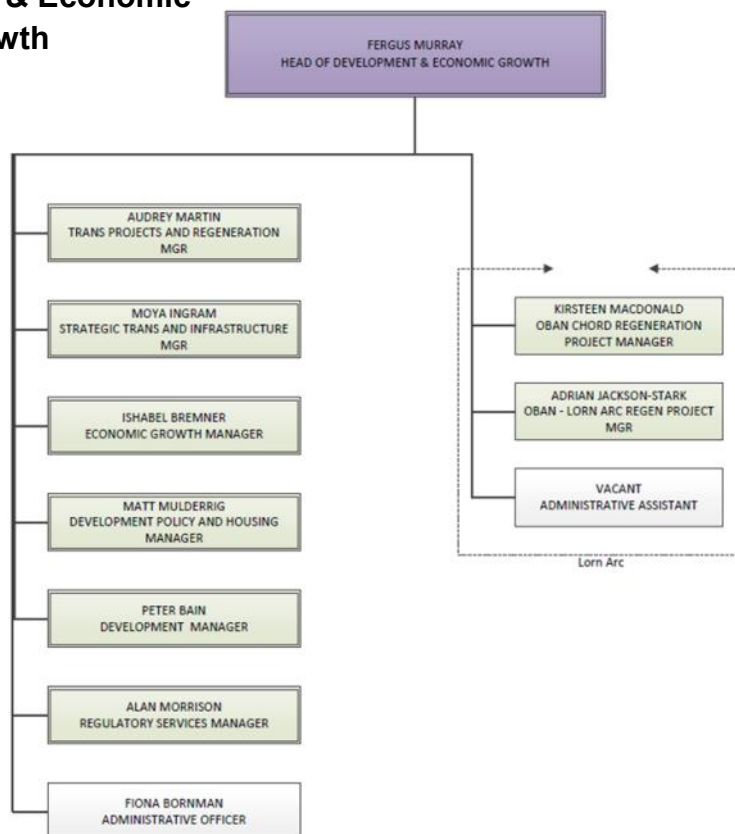 & Economic
FERGUS MURRAY
HEAD OF DEVELOPMENT & ECONOMIC GROWTH
AUDREY MARTIN
TRANS PROJECTS AND REGENERATION
MGR
MOYA INGRAM
STRATEGIC TRANS AND INFRASTRUCTURE
MGR
ISHABEL BREMNER
ECONOMIC GROWTH MANAGER
MATT MULDERRIG
DEVELOPMENT POLICY AND HOUSING
MANAGER
PETER BAIN
DEVELOPMENT MANAGER
ALAN MORRISON
REGULATORY SERVICES MANAGER
FIONA BORNMAN
ADMINISTRATIVE OFFICER
KIRSTEEN MACDONALD
OBAN CHORD REGENERATION
PROJECT MANAGER
ADRIAN JACKSON-STARK
OBAN - LORN ARC REGEN PROJECT
MGR
VACANT
ADMINISTRATIVE ASSISTANT
Lorn Arc